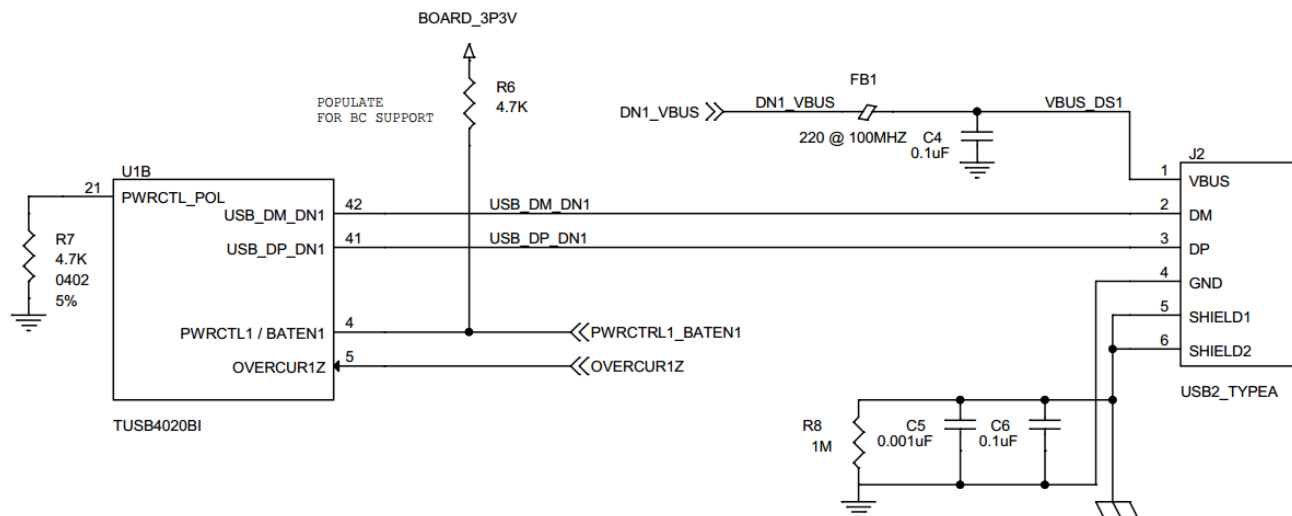 BOARD_3P3V
R6
4.7K
POPULATE
FOR BC SUPPORT
FB1
DN1_VBUS
DN1_VBUS
VBUS_DS1
220 @ 100MHZ
C4
0.1uF
J2
U1B
21
PWRCTL_POL
1
VBUS
USB_DM_DN1
42
USB_DM_DN1
2
DM
USB_DP_DN1
41
USB_DP_DN1
3
DP
R7
4.7K
0402
5%
4
GND
PWRCTL1 / BATEN1
4
PWRCTRL1_BATEN1
5
SHIELD1
OVERCUR1Z
5
OVERCUR1Z
6
SHIELD2
USB2_TYPEA
TUSB4020BI
R8
1M
C5
0.001uF
C6
0.1uF